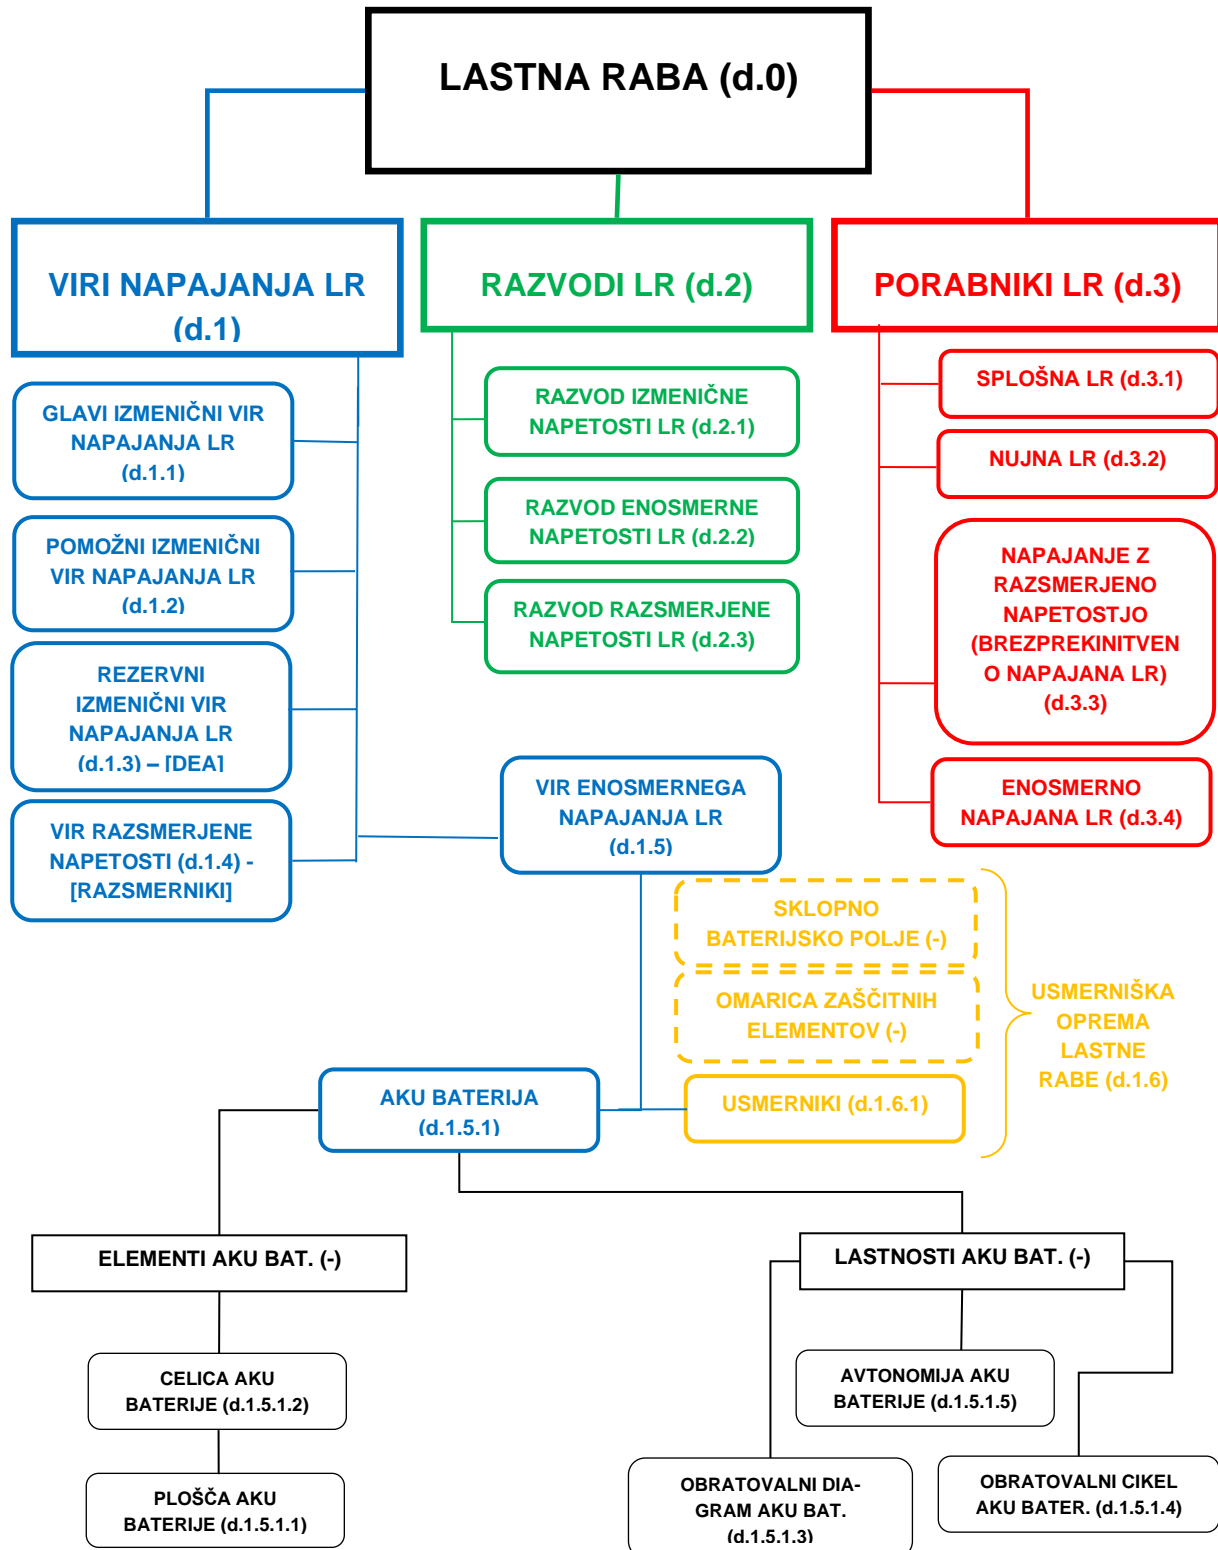 LASTNA RABA (d.0)
VIRI NAPAJANJA LR
(d.1)
RAZVODI LR (d.2)
PORABNIKI LR (d.3)
GLAVI IZMENIČNI VIR
NAPAJANJA LR
(d.1.1)
POMOŽNI IZMENIČNI
VIR NAPAJANJA LR
(d.1.2)
REZERVNI
IZMENIČNI VIR
NAPAJANJA LR
(d.1.3) – [DEA]
VIR RAZSMERJENE
NAPETOSTI (d.1.4) -
[RAZSMERNIKI]
VIR ENOSMERNEGA
NAPAJANJA LR
(d.1.5)
RAZVOD IZMENIČNE
NAPETOSTI LR (d.2.1)
RAZVOD ENOSMERNE
NAPETOSTI LR (d.2.2)
RAZVOD RAZSMERJENE
NAPETOSTI LR (d.2.3)
SPLOŠNA LR (d.3.1)
NUJNA LR (d.3.2)
NAPAJANJE Z
RAZSMERJENO
NAPETOSTJO
(BREZPREKINITVEN
O NAPAJANA LR)
(d.3.3)
ENOSMERNO
NAPAJANA LR (d.3.4)
SKLOPNO
BATERIJSKO POLJE (-)
OMARICA ZAŠČITNIH
ELEMENTOV (-)
USMERNIKI (d.1.6.1)
USMERNIŠKA
OPREMA
LASTNE
RABE (d.1.6)
AKU BATERIJA
(d.1.5.1)
ELEMENTI AKU BAT. (-)
CELICA AKU
BATERIJE (d.1.5.1.2)
PLOŠČA AKU
BATERIJE (d.1.5.1.1)
LASTNOSTI AKU BAT. (-)
AVTONOMIJA AKU
BATERIJE (d.1.5.1.5)
OBRATOVALNI DIA-
GRAM AKU BAT.
(d.1.5.1.3)
OBRATOVALNI CIKEL
AKU BATER. (d.1.5.1.4)